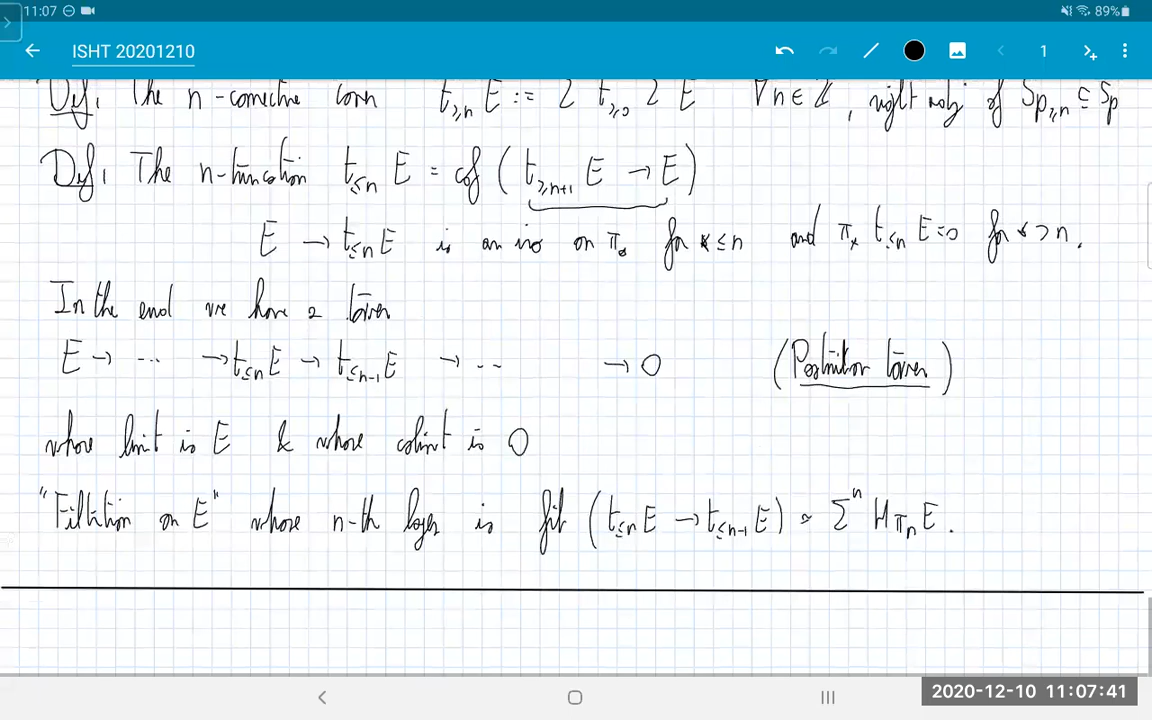 11:07
89%
ISHT 20201210
1
Def. The n-connective cover t≥n E := Σ t≥0 Σ E ∀n∈ℤ, right adj of Sp≥n ⊆ Sp
Def. The n-truncation t≤n E = cof (t≥n+1 E → E)
E → t≤n E is an iso on π* for * ≤ n and π* t≤n E=0 for * > n.
In the end we have a tower
E → ... → t≤n E → t≤n-1 E → ... → 0 (Postnikov tower)
whose limit is E & whose colimit is 0
"Filtration on E" whose n-th layer is fib (t≤n E → t≤n-1 E) ≃ Σⁿ H πn E.
2020-12-10 11:07:41